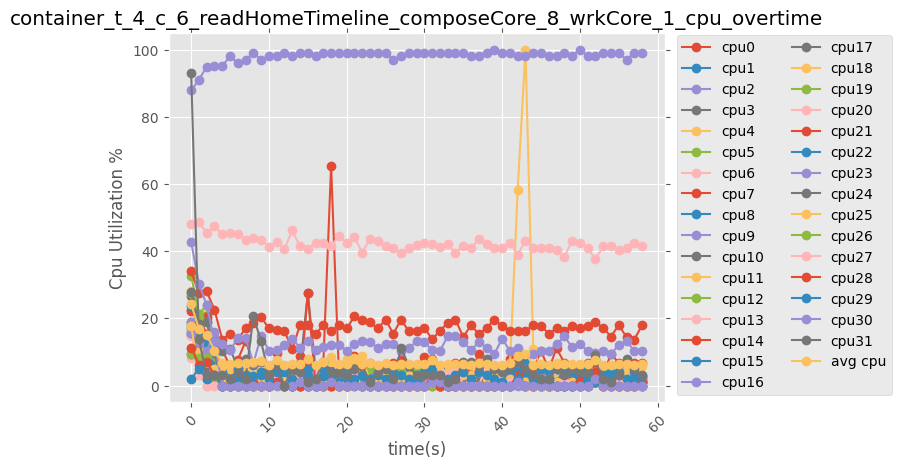 container_t_4_c_6_readHomeTimeline_composeCore_8_wrkCore_1_cpu_overtime
Cpu Utilization %
100
80
60
40
20
0
0
10
20
30
40
50
60
time(s)
cpu0
cpu1
cpu2
cpu3
cpu4
cpu5
cpu6
cpu7
cpu8
cpu9
cpu10
cpu11
cpu12
cpu13
cpu14
cpu15
cpu16
cpu17
cpu18
cpu19
cpu20
cpu21
cpu22
cpu23
cpu24
cpu25
cpu26
cpu27
cpu28
cpu29
cpu30
cpu31
avg cpu